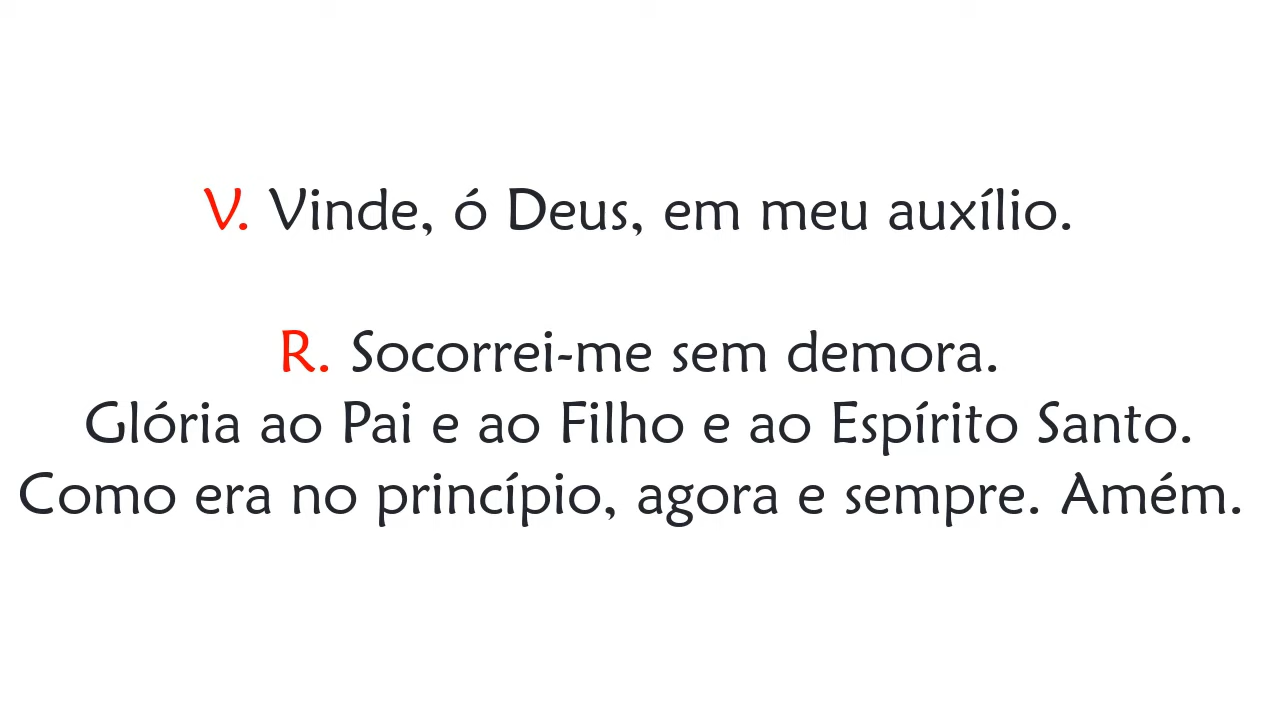 V. Vinde, ó Deus, em meu auxílio.
R. Socorrei-me sem demora.
Glória ao Pai e ao Filho e ao Espírito Santo.
Como era no princípio, agora e sempre. Amém.